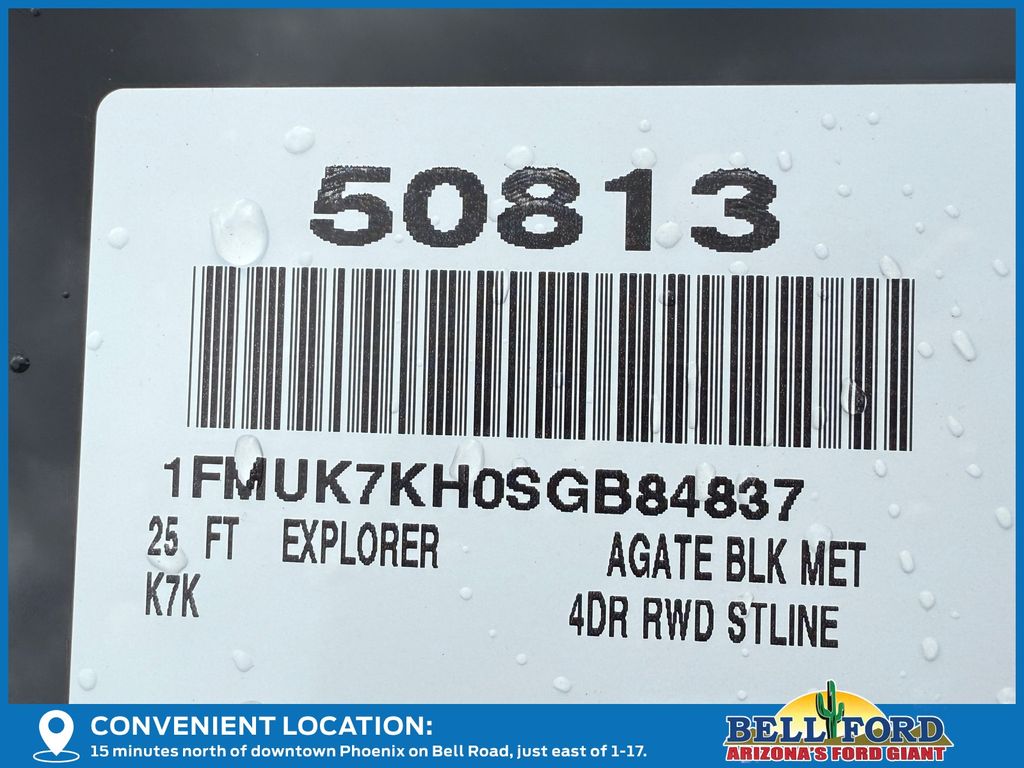 50813
1FMUK7KH0SGB84837
25 FT EXPLORER AGATE BLK MET
K7K 4DR RWD STLINE
CONVENIENT LOCATION:
15 minutes north of downtown Phoenix on Bell Road, just east of 1-17.
BELL FORD
ARIZONA'S FORD GIANT